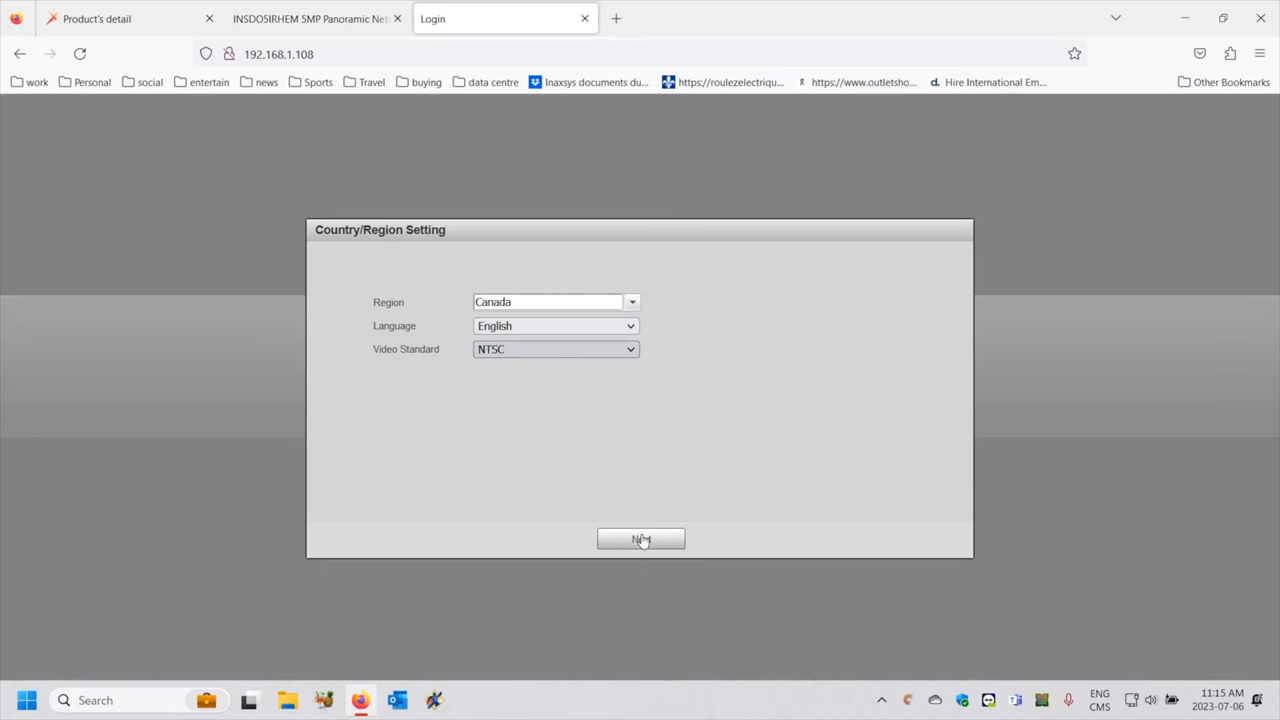 Product's detail
INSDO5IRHEM 5MP Panoramic Net
Login
192.168.1.108
work
Personal
social
entertain
news
Sports
Travel
buying
data centre
Inaxsys documents du...
https://roulezelectriqu...
https://www.outletsho...
Hire International Em...
Other Bookmarks
Country/Region Setting
Region
Canada
Language
English
Video Standard
NTSC
Search
ENG
CMS
11:15 AM
2023-07-06